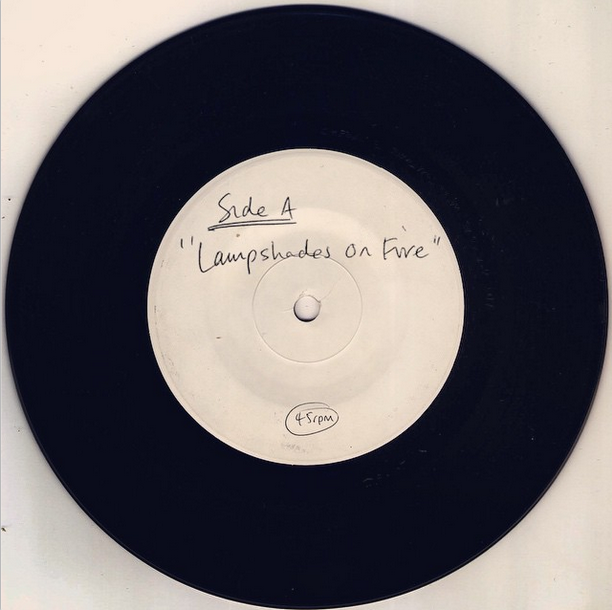 Side A
"Lampshades on Fire"
45rpm